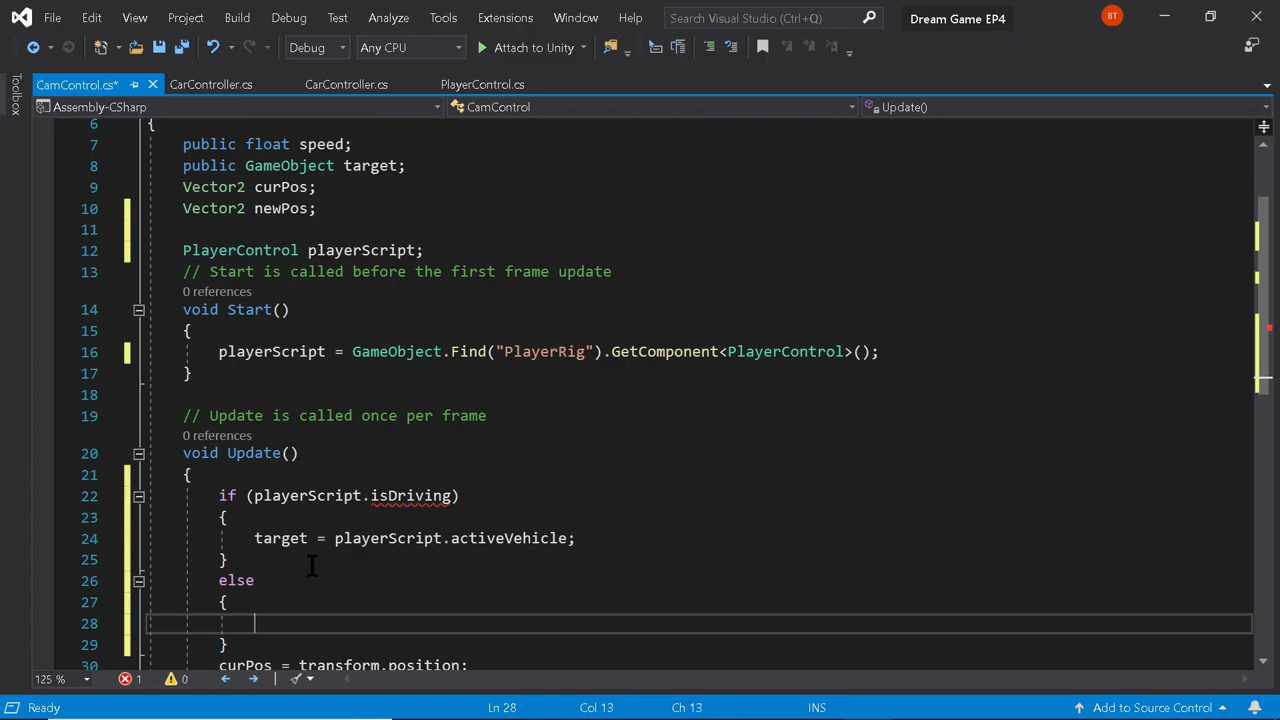 File Edit View Project Build Debug Test Analyze Tools Extensions Window Help Search Visual Studio (Ctrl+Q) Dream Game EP4 BT
Debug Any CPU Attach to Unity
Toolbox
CamControl.cs* CarController.cs CarController.cs PlayerControl.cs
Assembly-CSharp CamControl Update()
6 {
7 public float speed;
8 public GameObject target;
9 Vector2 curPos;
10 Vector2 newPos;
11
12 PlayerControl playerScript;
13 // Start is called before the first frame update
0 references
14 void Start()
15 {
16 playerScript = GameObject.Find("PlayerRig").GetComponent<PlayerControl>();
17 }
18
19 // Update is called once per frame
0 references
20 void Update()
21 {
22 if (playerScript.isDriving)
23 {
24 target = playerScript.activeVehicle;
25 }
26 else
27 {
28
29 }
30 curPos = transform.position;
125 % 1 0
Ready Ln 28 Col 13 Ch 13 INS Add to Source Control